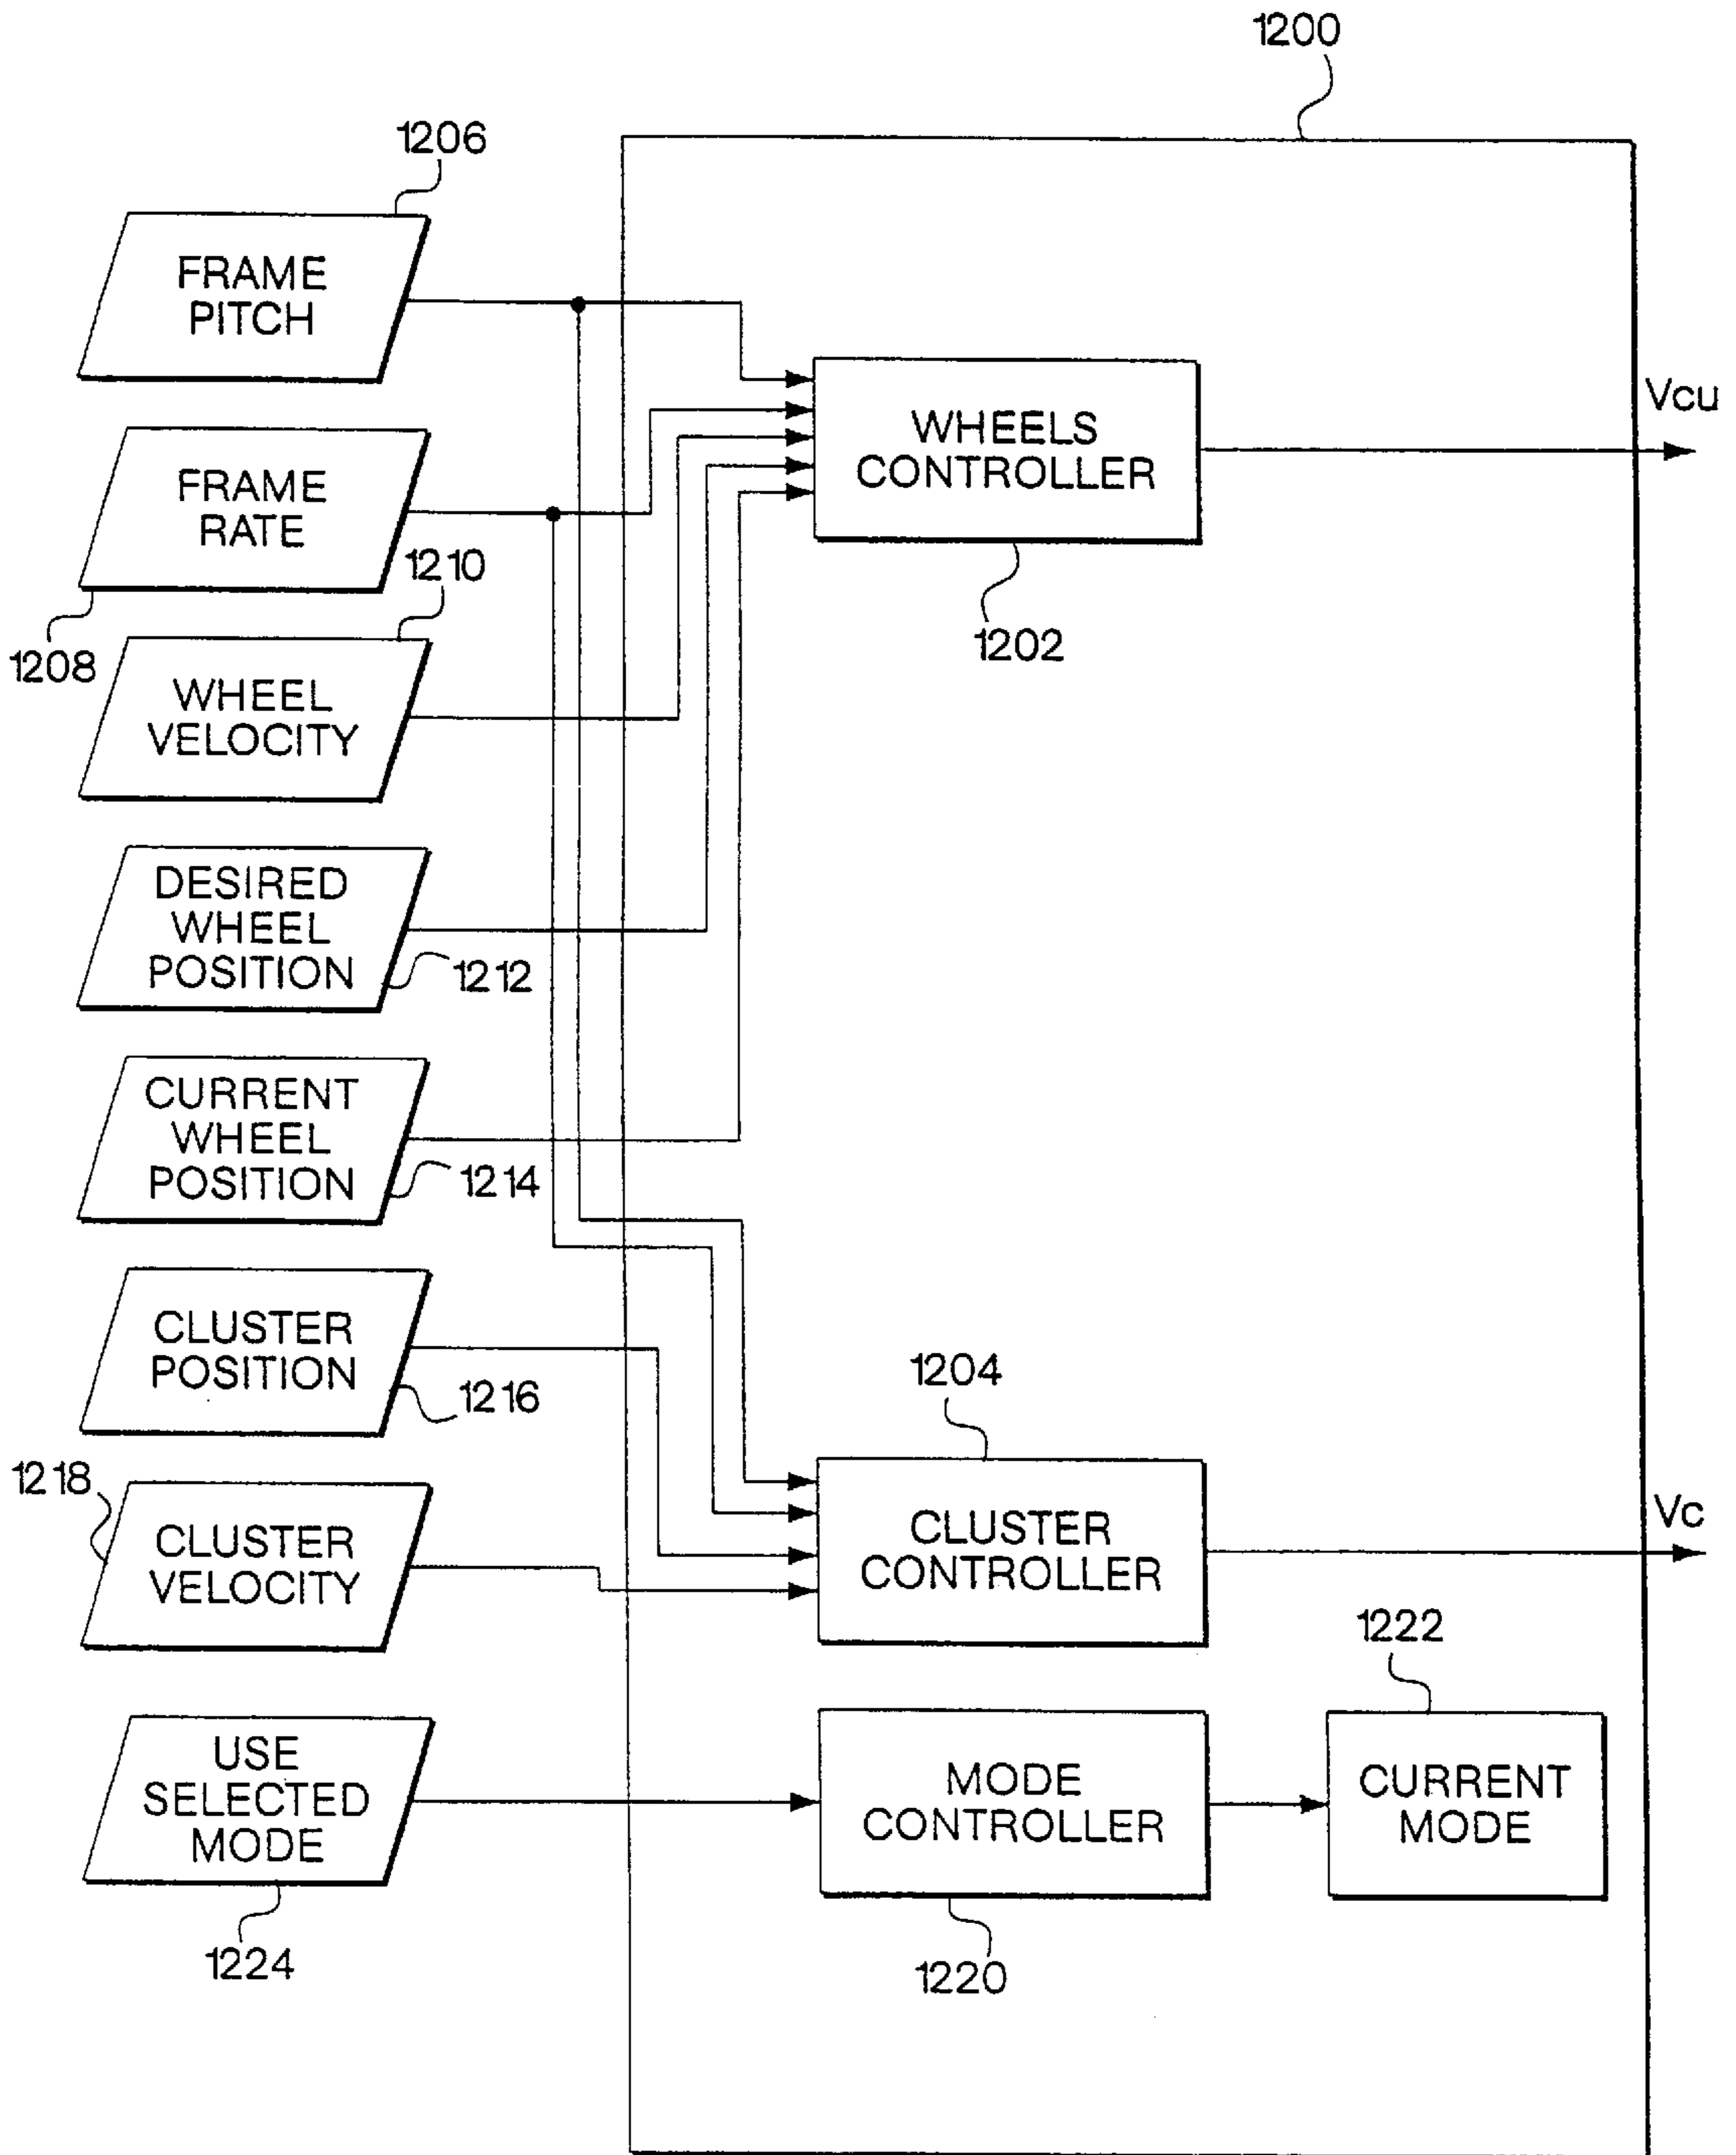 1200
1206
FRAME
PITCH
Vcu
WHEELS
CONTROLLER
FRAME
RATE
1210
1208
1202
WHEEL
VELOCITY
DESIRED
WHEEL
POSITION
1212
CURRENT
WHEEL
POSITION
1214
CLUSTER
POSITION
1216
1204
1218
CLUSTER
VELOCITY
CLUSTER
CONTROLLER
Vc
1222
USE
SELECTED
MODE
MODE
CONTROLLER
CURRENT
MODE
1224
1220